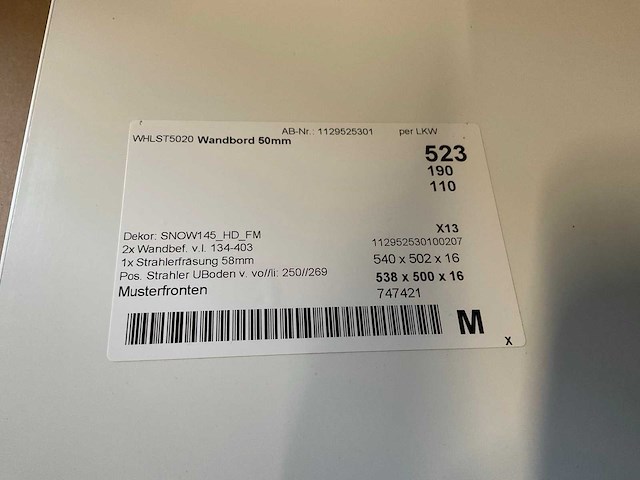 AB-Nr.: 1129525301 per LKW
WHLST5020 Wandbord 50mm
523
190
110
Dekor: SNOW145_HD_FM X13
2x Wandbef. v.l. 134-403 112952530100207
1x Strahlerfräsung 58mm 540 x 502 x 16
Pos. Strahler UBoden v. vo//li: 250//269 538 x 500 x 16
Musterfronten 747421
M
X